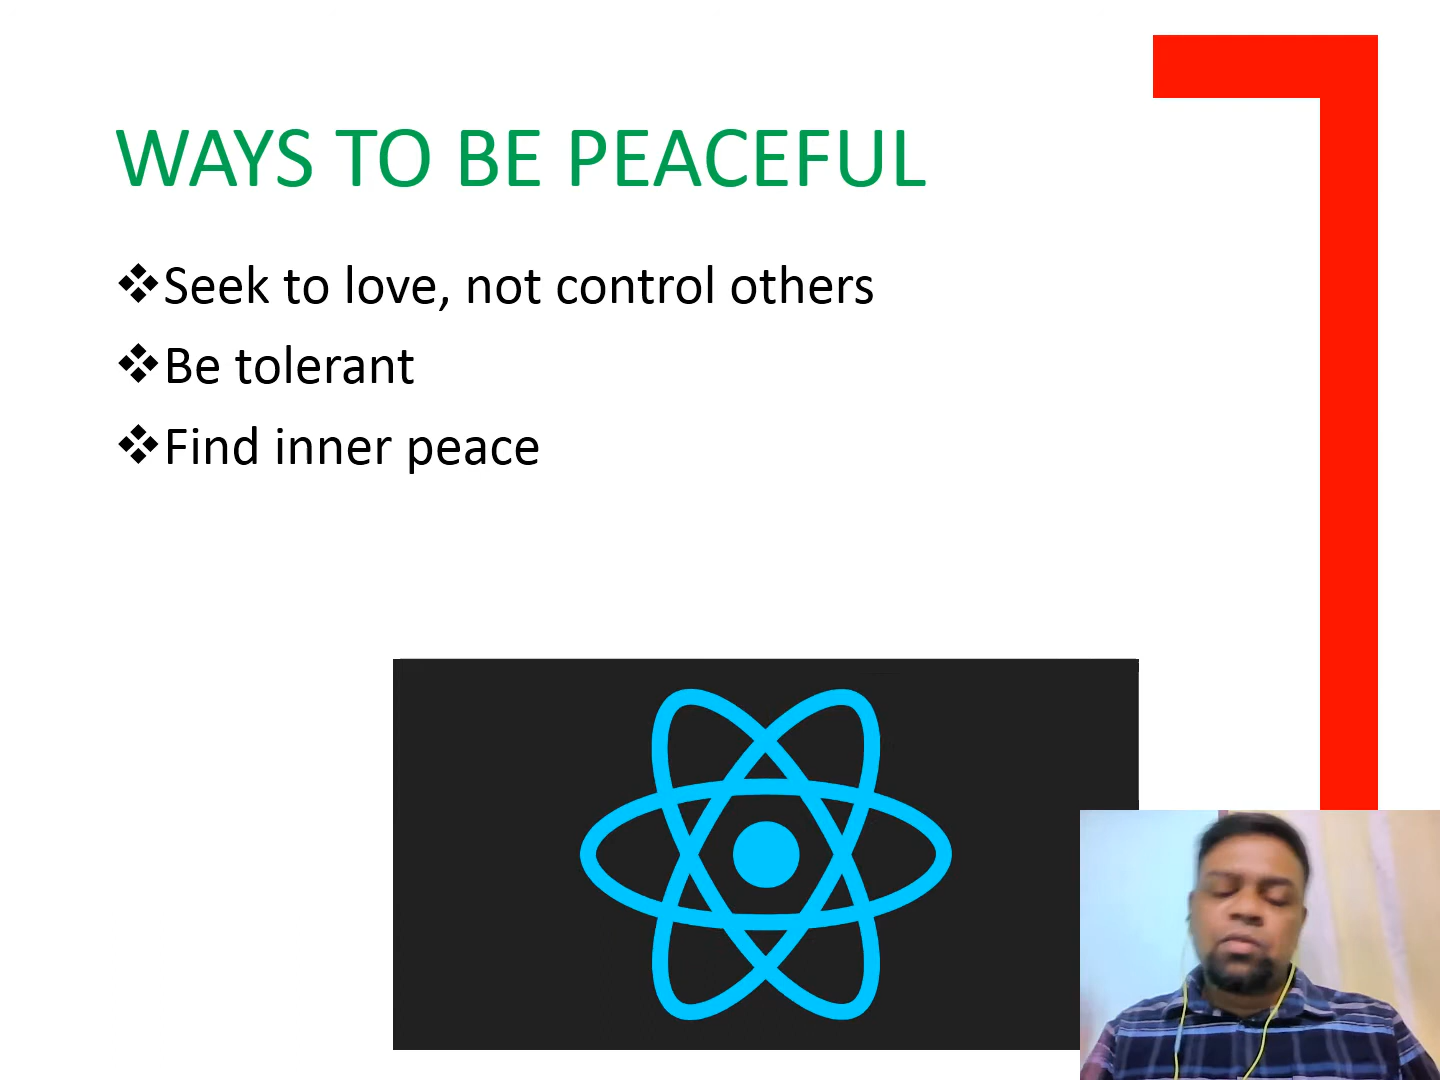 WAYS TO BE PEACEFUL
❖Seek to love, not control others
❖Be tolerant
❖Find inner peace